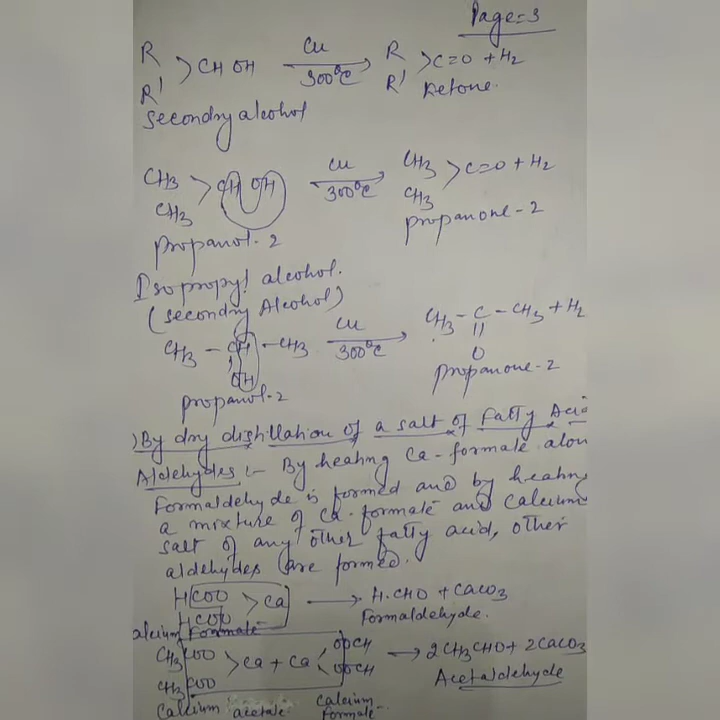 Page=3
R Cu R
>CH OH ⟶ >C=O + H2
R' 300°C R' Ketone.
secondry alcohol
CH3 Cu CH3
>CH OH ⟶ >C=O + H2
CH3 300°C CH3
propanol-2 propanone-2
Isopropyl alcohol.
(secondry Alcohol)
CH3 - CH - CH3 Cu ⟶ 300°C CH3 - C - CH3 + H2
OH O
propanol-2 propanone-2
) By dry distillation of a salt of Fatty Acid
Aldehydes :- By heating Ca-formate alon
Formaldehyde is formed and by heating
a mixture of Ca-formate and Calcium
salt of any other fatty acid, other
aldehydes are formed.
HCOO
>Ca ⟶ H.CHO + CaCO3
HCOO Formaldehyde.
alcium Formate
CH3COO OOCH
>Ca + Ca< ⟶ 2CH3CHO + 2CaCO3
CH3COO OOCH Acetaldehyde
Calcium acetate Calcium Formate